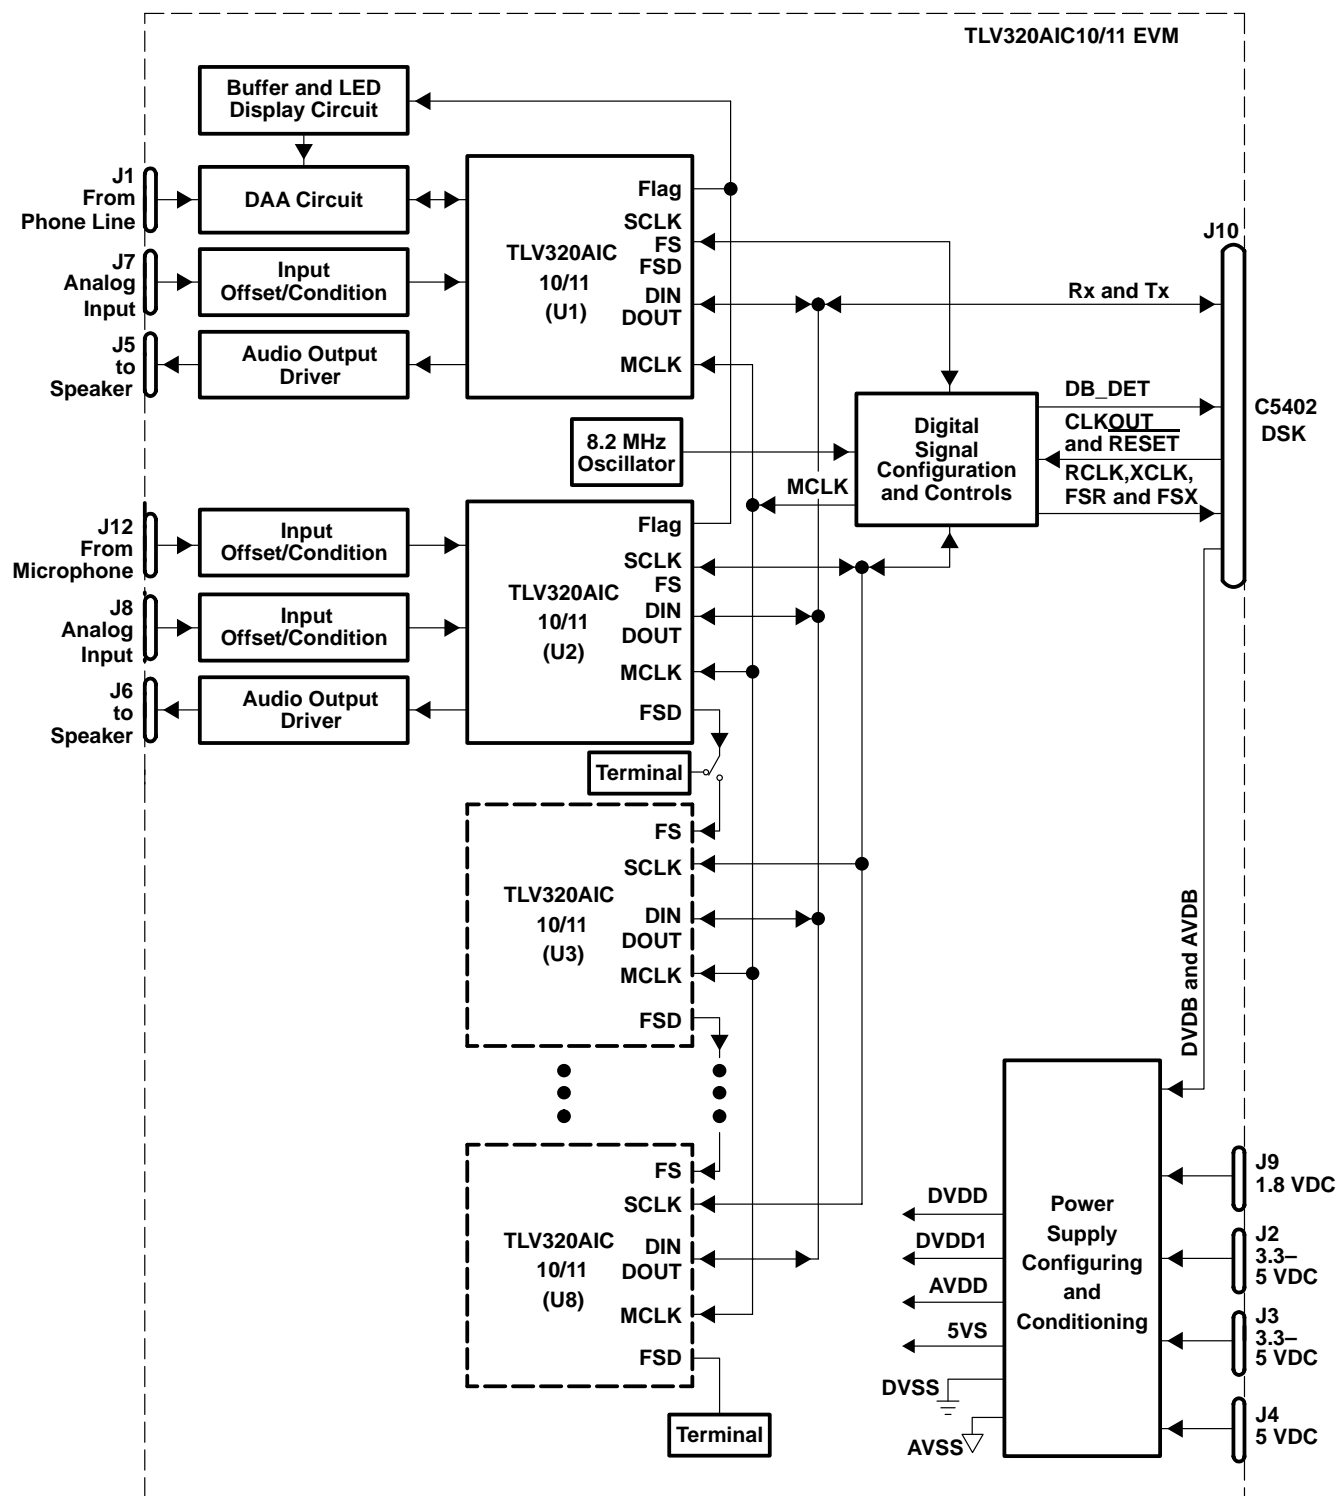 TLV320AIC10/11 EVM
Buffer and LED
Display Circuit
J1
From
Phone Line
DAA Circuit
J7
Analog
Input
Input
Offset/Condition
J5
to
Speaker
Audio Output
Driver
TLV320AIC
10/11
(U1)
Flag
SCLK
FS
FSD
DIN
DOUT
MCLK
J10
Rx and Tx
DB_DET
CLKOUT
and RESET
RCLK,XCLK,
FSR and FSX
C5402
DSK
Digital
Signal
Configuration
and Controls
8.2 MHz
Oscillator
MCLK
J12
From
Microphone
Input
Offset/Condition
J8
Analog
Input
Input
Offset/Condition
J6
to
Speaker
Audio Output
Driver
TLV320AIC
10/11
(U2)
Flag
SCLK
FS
DIN
DOUT
MCLK
FSD
Terminal
TLV320AIC
10/11
(U3)
FS
SCLK
DIN
DOUT
MCLK
FSD
DVDB and AVDB
TLV320AIC
10/11
(U8)
FS
SCLK
DIN
DOUT
MCLK
FSD
Terminal
DVDD
DVDD1
AVDD
5VS
DVSS
AVSS
Power
Supply
Configuring
and
Conditioning
J9
1.8 VDC
J2
3.3–
5 VDC
J3
3.3–
5 VDC
J4
5 VDC